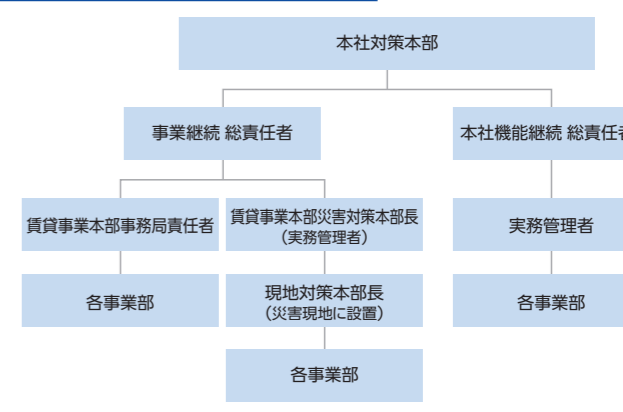 本社対策本部
事業継続 総責任者
本社機能継続 総責任者
賃貸事業本部事務局責任者
賃貸事業本部災害対策本部長
(実務管理者)
実務管理者
各事業部
現地対策本部長
(災害現地に設置)
各事業部
各事業部